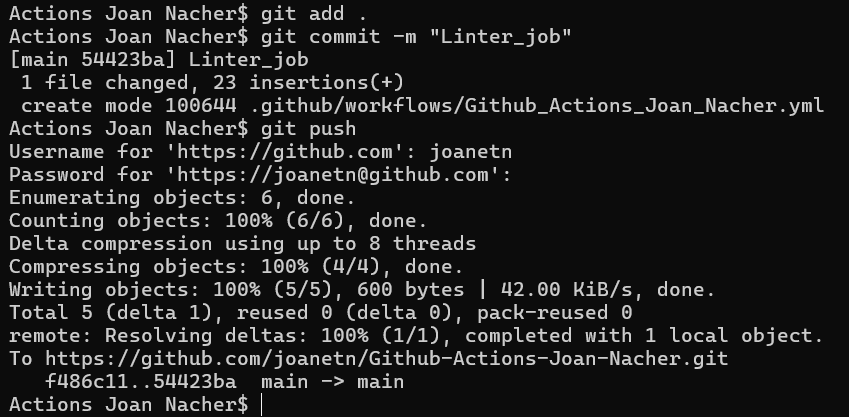 Actions Joan Nacher$ git add .
Actions Joan Nacher$ git commit -m "Linter_job"
[main 54423ba] Linter_job
 1 file changed, 23 insertions(+)
 create mode 100644 .github/workflows/Github_Actions_Joan_Nacher.yml
Actions Joan Nacher$ git push
Username for 'https://github.com': joanetn
Password for 'https://joanetn@github.com':
Enumerating objects: 6, done.
Counting objects: 100% (6/6), done.
Delta compression using up to 8 threads
Compressing objects: 100% (4/4), done.
Writing objects: 100% (5/5), 600 bytes | 42.00 KiB/s, done.
Total 5 (delta 1), reused 0 (delta 0), pack-reused 0
remote: Resolving deltas: 100% (1/1), completed with 1 local object.
To https://github.com/joanetn/Github-Actions-Joan-Nacher.git
   f486c11..54423ba  main -> main
Actions Joan Nacher$